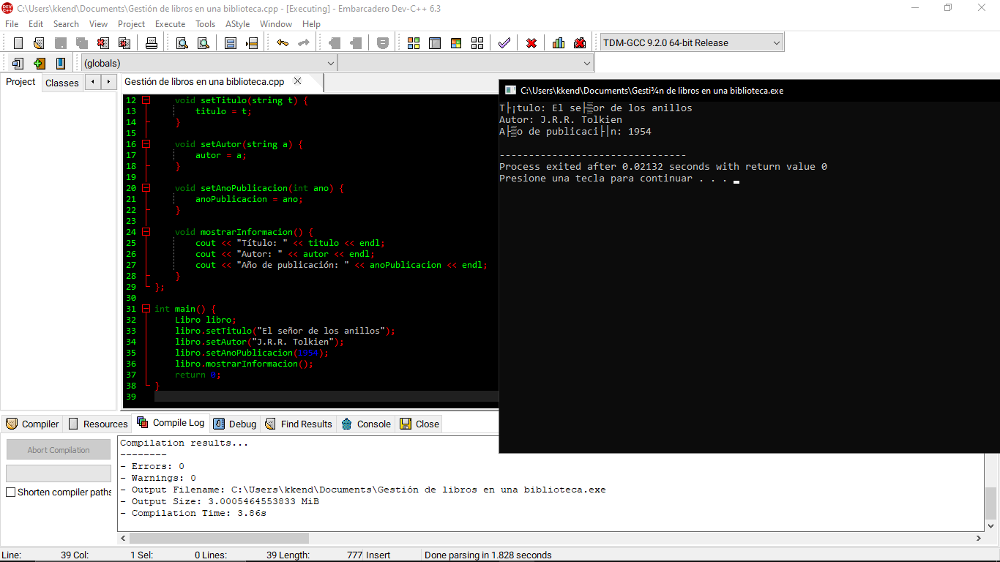 C:\Users\kkend\Documents\Gestión de libros en una biblioteca.cpp - [Executing] - Embarcadero Dev-C++ 6.3
File Edit Search View Project Execute Tools AStyle Window Help
TDM-GCC 9.2.0 64-bit Release
(globals)
Project Classes
Gestión de libros en una biblioteca.cpp
12 void setTitulo(string t) {
13 titulo = t;
14 }
15
16 void setAutor(string a) {
17 autor = a;
18 }
19
20 void setAnoPublicacion(int ano) {
21 anoPublicacion = ano;
22 }
23
24 void mostrarInformacion() {
25 cout << "Título: " << titulo << endl;
26 cout << "Autor: " << autor << endl;
27 cout << "Año de publicación: " << anoPublicacion << endl;
28 }
29 };
30
31 int main() {
32 Libro libro;
33 libro.setTitulo("El señor de los anillos");
34 libro.setAutor("J.R.R. Tolkien");
35 libro.setAnoPublicacion(1954);
36 libro.mostrarInformacion();
37 return 0;
38 }
39
C:\Users\kkend\Documents\Gesti¾n de libros en una biblioteca.exe
T├¡tulo: El se├▒or de los anillos
Autor: J.R.R. Tolkien
A├▒o de publicaci├│n: 1954
--------------------------------
Process exited after 0.02132 seconds with return value 0
Presione una tecla para continuar . . .
Compiler Resources Compile Log Debug Find Results Console Close
Abort Compilation
Shorten compiler paths
Compilation results...
--------
- Errors: 0
- Warnings: 0
- Output Filename: C:\Users\kkend\Documents\Gestión de libros en una biblioteca.exe
- Output Size: 3.0005464553833 MiB
- Compilation Time: 3.86s
Line: 39 Col: 1 Sel: 0 Lines: 39 Length: 777 Insert Done parsing in 1.828 seconds